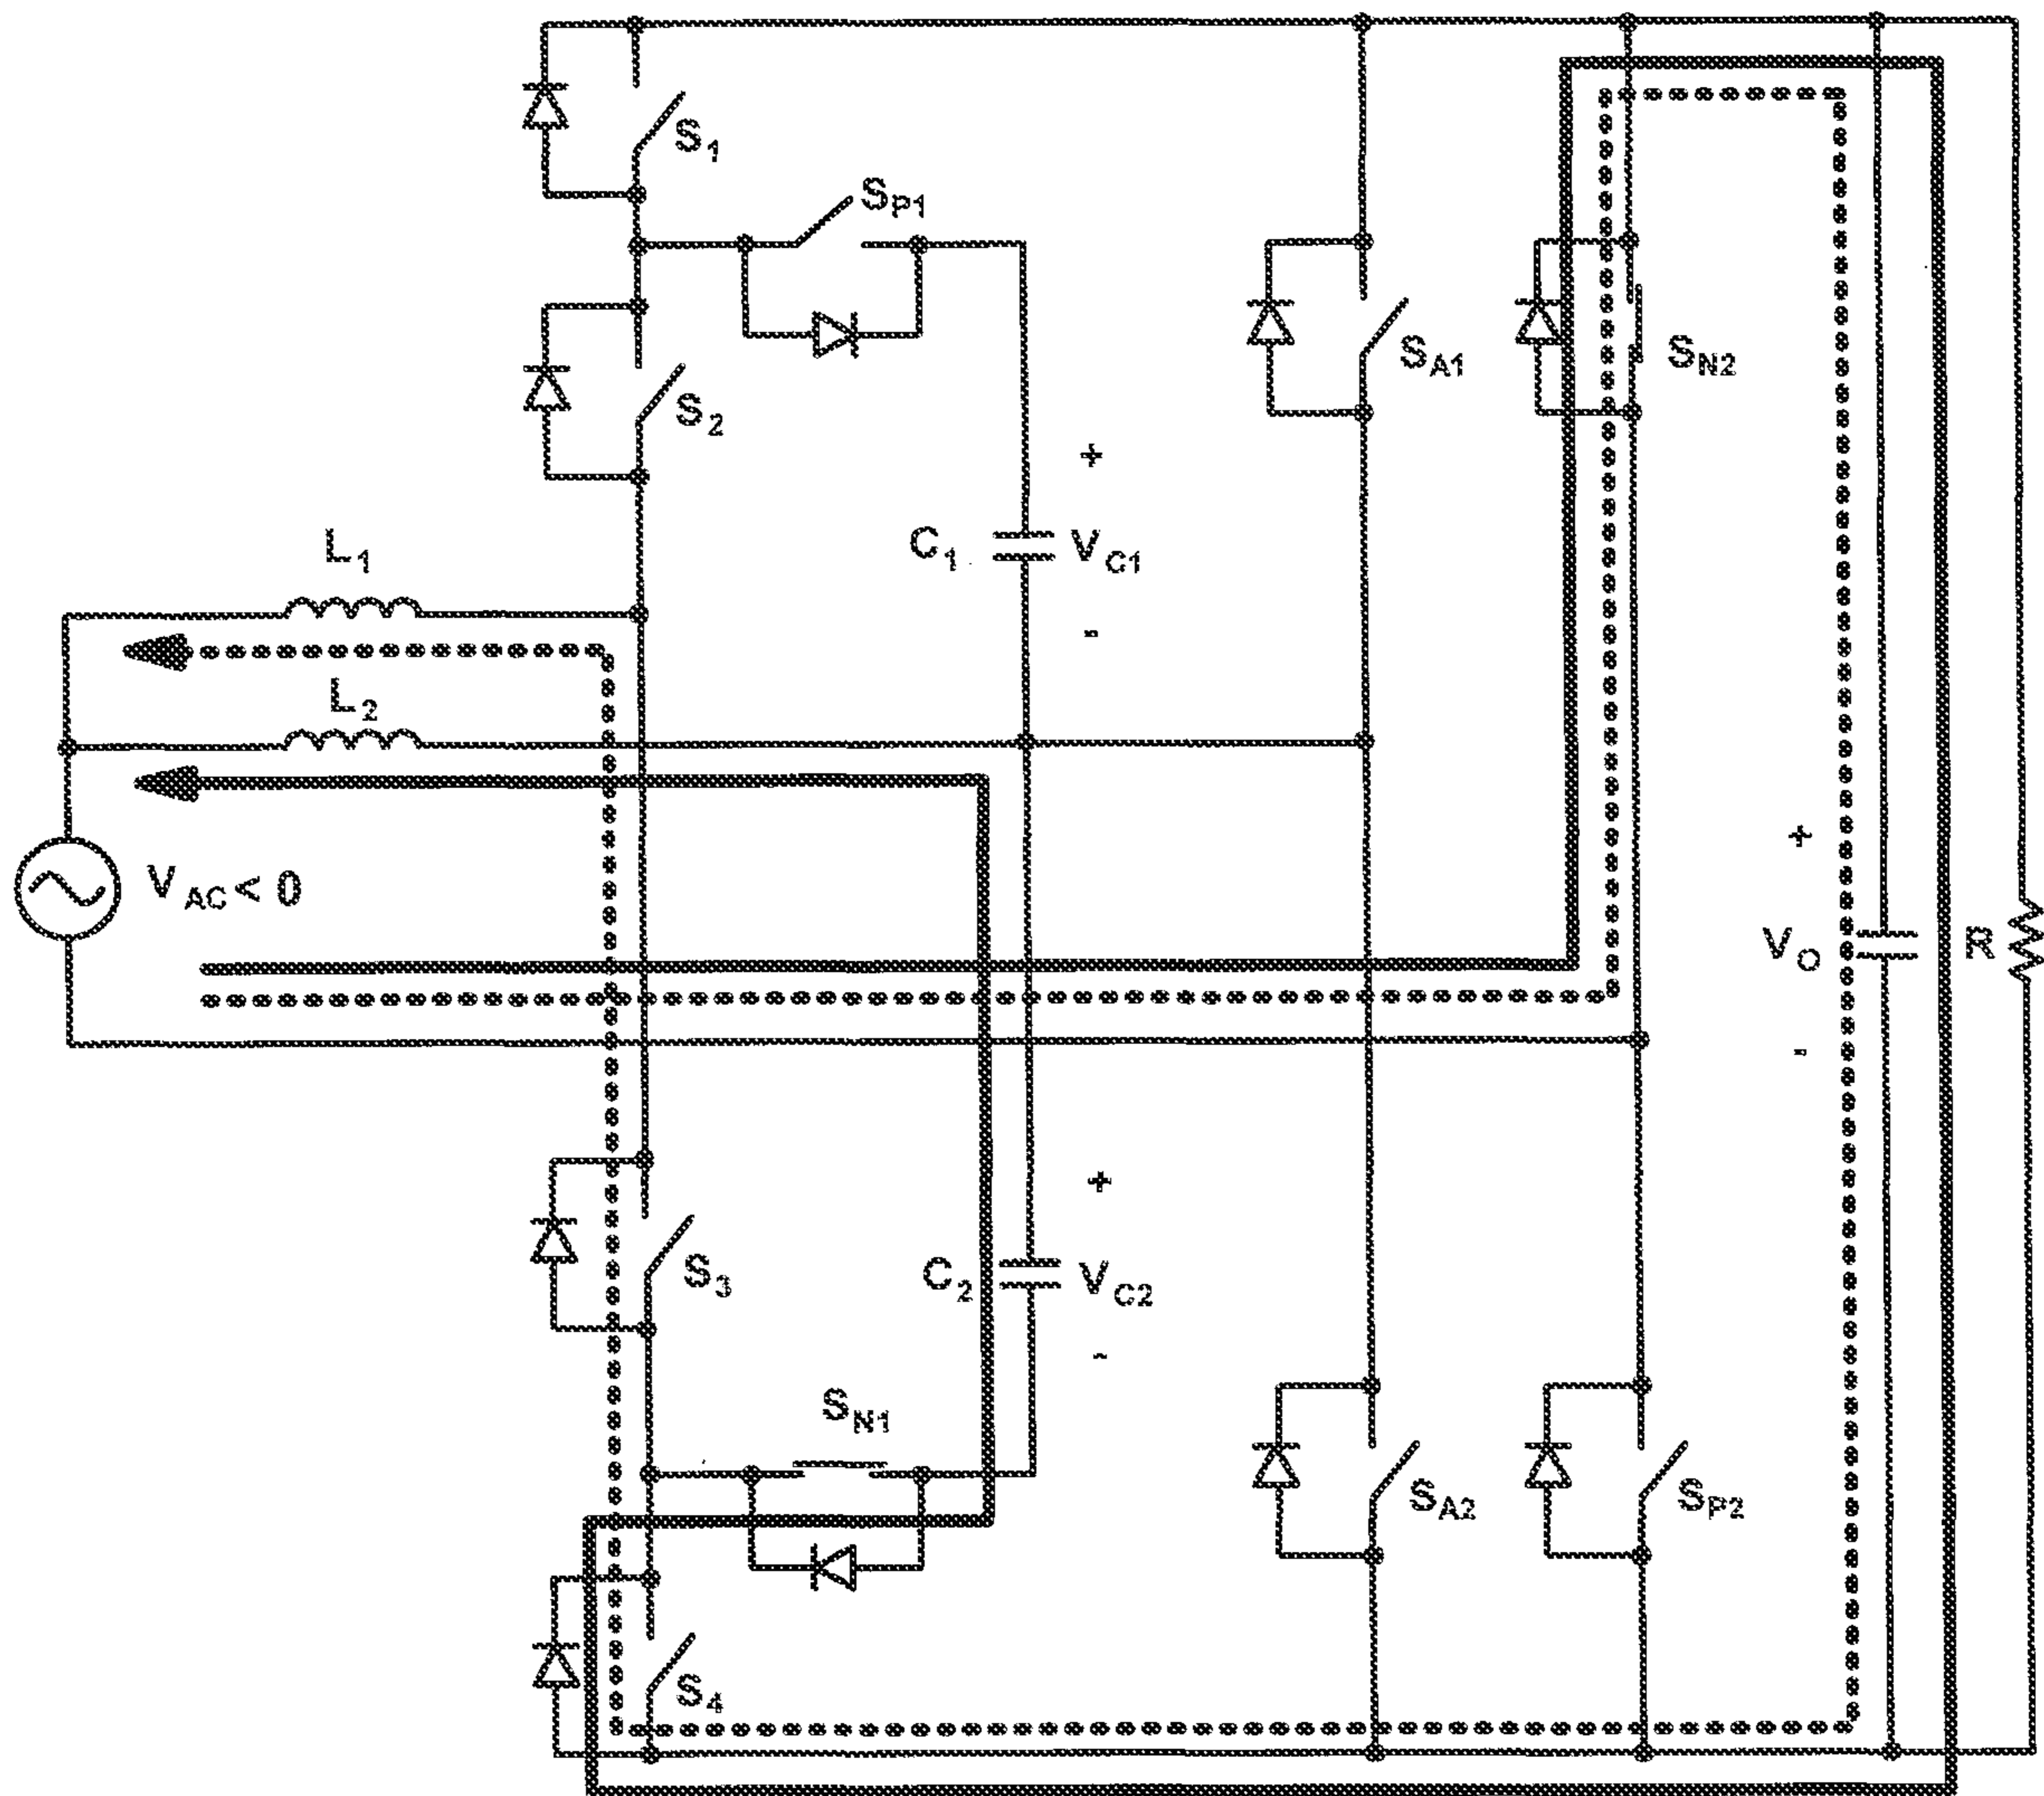 S1
SP1
SA1
SN2
S2
+
C1 VC1
-
L1
L2
VAC < 0
+
VO
-
R
+
S3
C2 VC2
-
SN1
SA2
SP2
S4